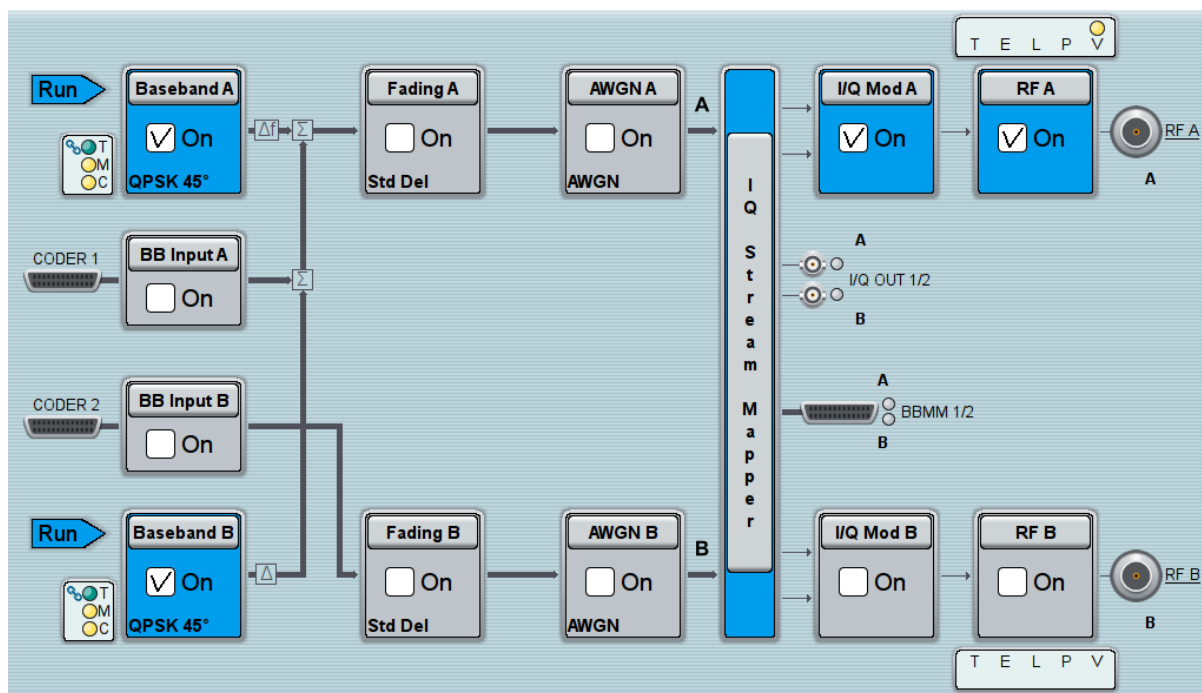 T E L P V
Run
Baseband A
On
QPSK 45°
T
M
C
Δf
Σ
Fading A
On
Std Del
AWGN A
On
AWGN
A
I/Q Mod A
On
RF A
On
RF A
A
CODER 1
BB Input A
On
Σ
I
Q
S
t
r
e
a
m
M
a
p
p
e
r
A
I/Q OUT 1/2
B
CODER 2
BB Input B
On
A
BBMM 1/2
B
Run
Baseband B
On
QPSK 45°
T
M
C
Δ
Fading B
On
Std Del
AWGN B
On
AWGN
B
I/Q Mod B
On
RF B
On
RF B
B
T E L P V